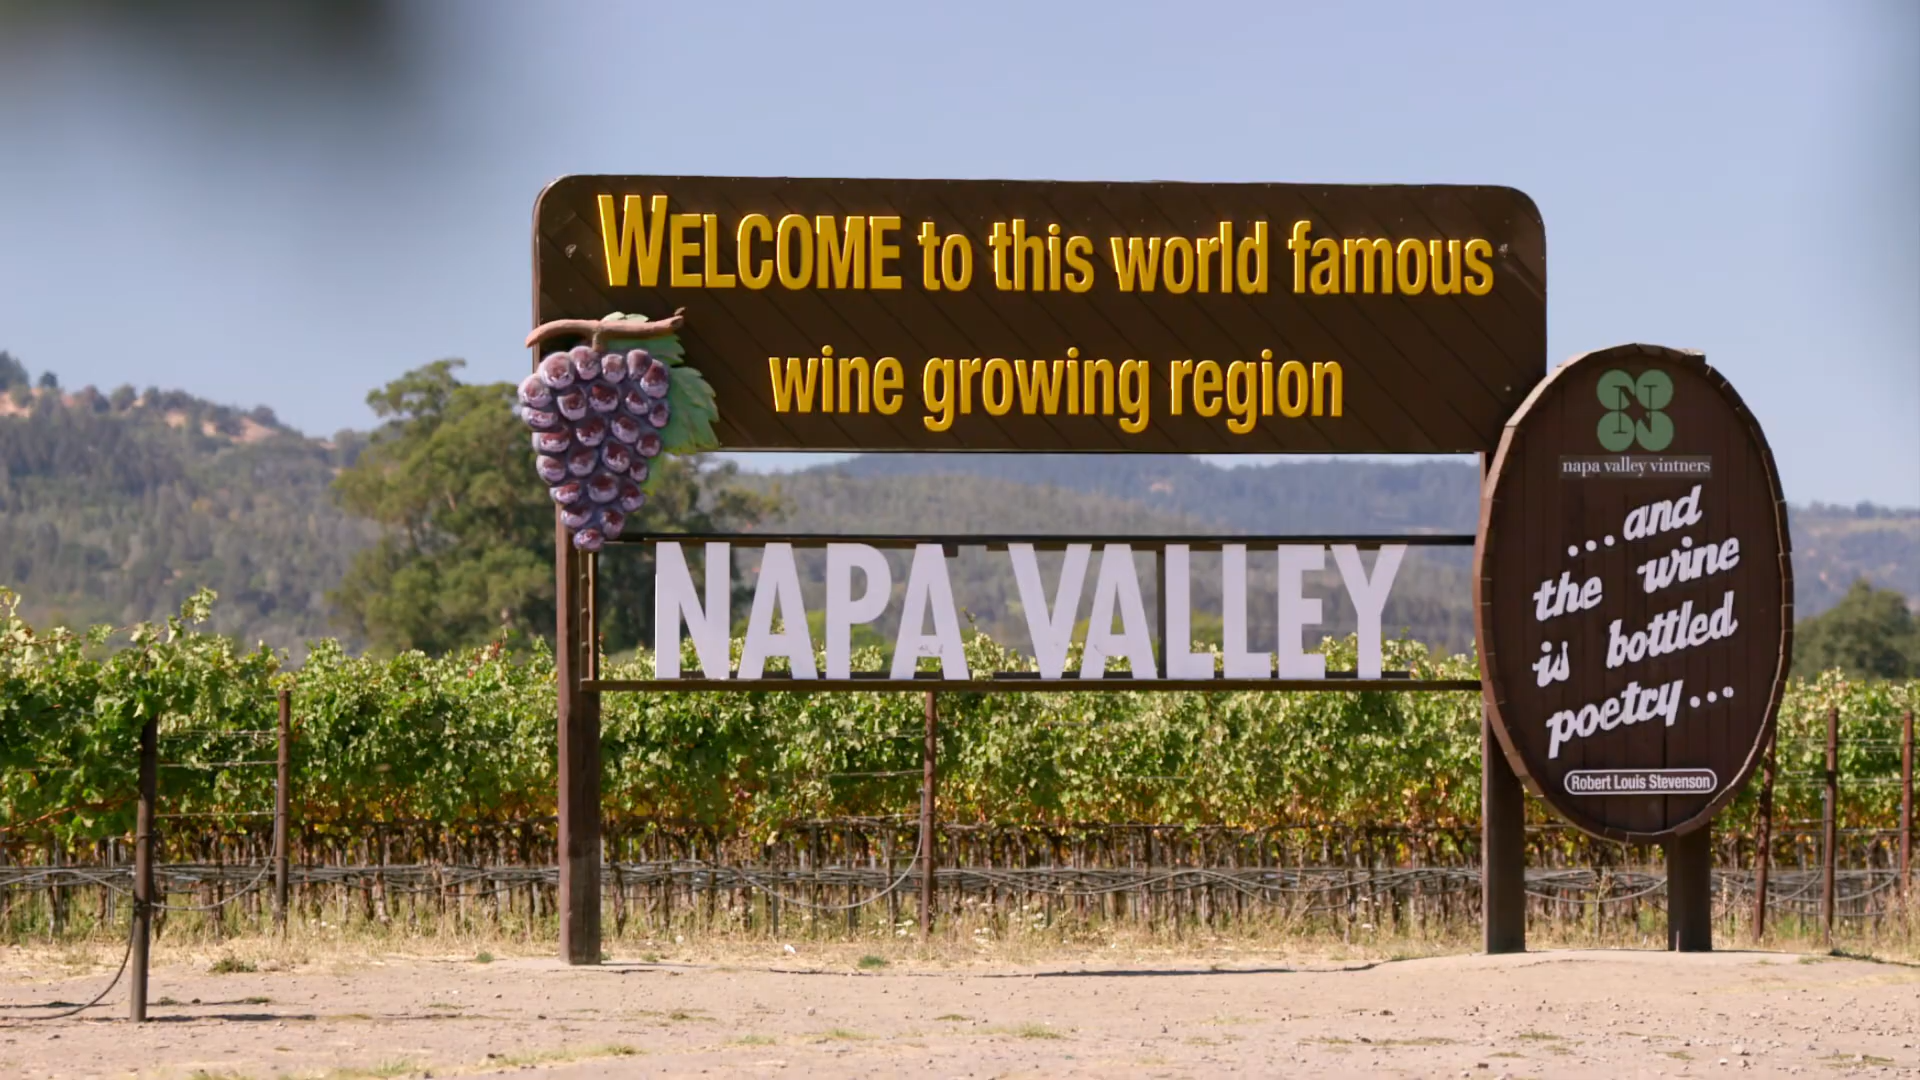 WELCOME to this world famous
wine growing region
NAPA VALLEY
napa valley vintners
...and
the wine
is bottled
poetry...
Robert Louis Stevenson